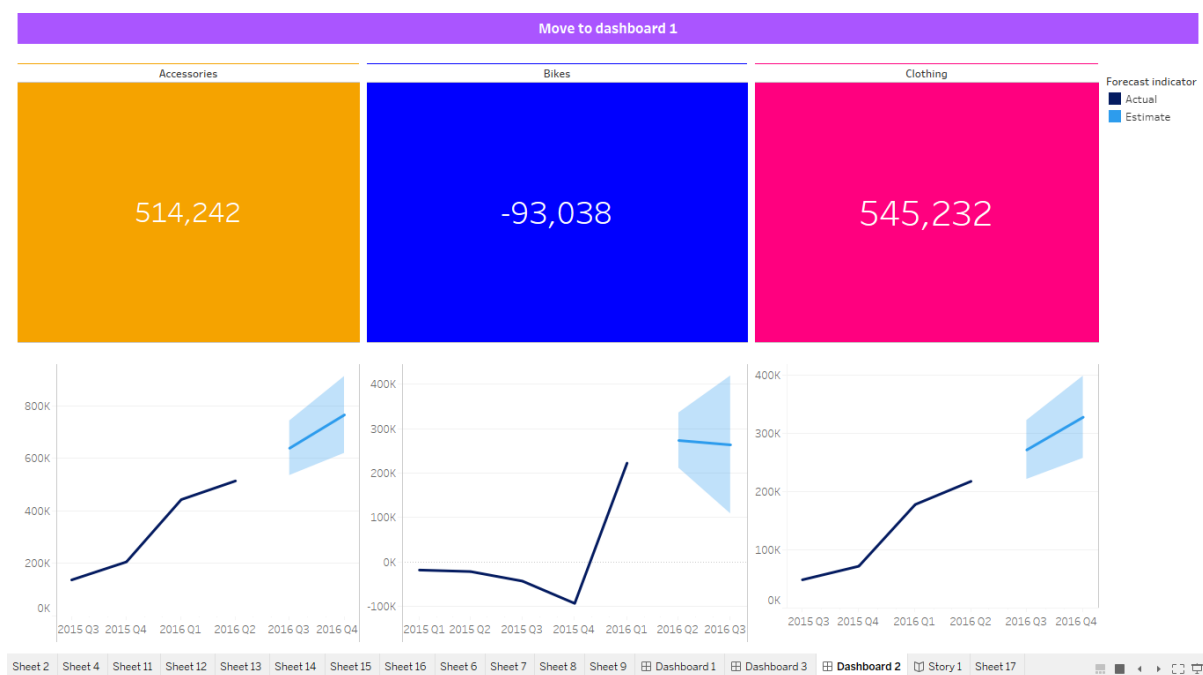 Move to dashboard 1
Accessories Bikes Clothing
Forecast indicator
Actual
Estimate
514,242 -93,038 545,232
800K
600K
400K
200K
0K
2015 Q3 2015 Q4 2016 Q1 2016 Q2 2016 Q3 2016 Q4
400K
300K
200K
100K
0K
-100K
2015 Q1 2015 Q2 2015 Q3 2015 Q4 2016 Q1 2016 Q2 2016 Q3
400K
300K
200K
100K
0K
2015 Q3 2015 Q4 2016 Q1 2016 Q2 2016 Q3 2016 Q4
Sheet 2 Sheet 4 Sheet 11 Sheet 12 Sheet 13 Sheet 14 Sheet 15 Sheet 16 Sheet 6 Sheet 7 Sheet 8 Sheet 9 Dashboard 1 Dashboard 3 Dashboard 2 Story 1 Sheet 17